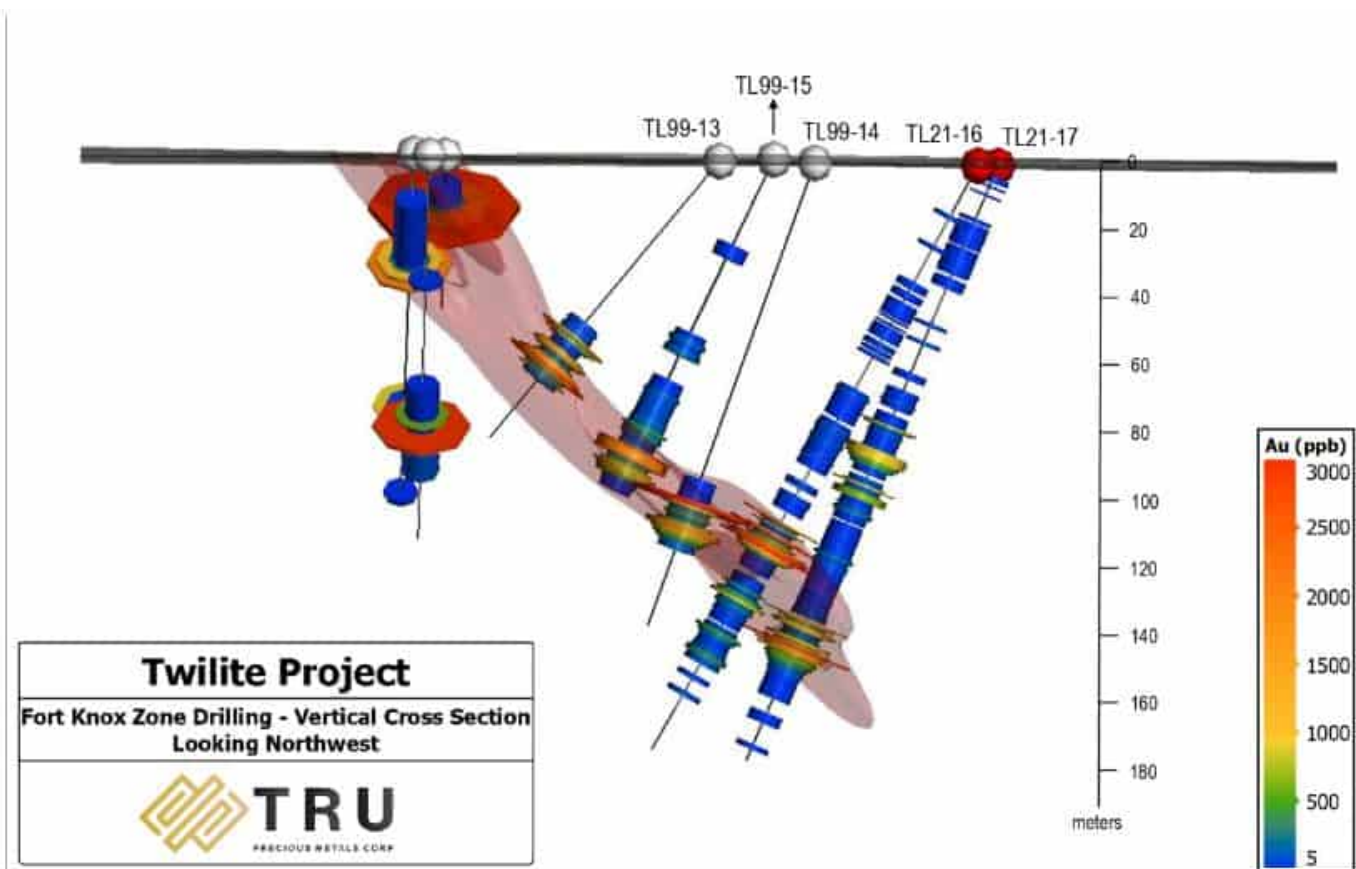 TL99-15
TL99-13
TL99-14
TL21-16
TL21-17
0
20
40
60
80
100
120
140
160
180
meters
Au (ppb)
3000
2500
2000
1500
1000
500
5
Twilite Project
Fort Knox Zone Drilling - Vertical Cross Section
Looking Northwest
TRU
PRECIOUS METALS CORP